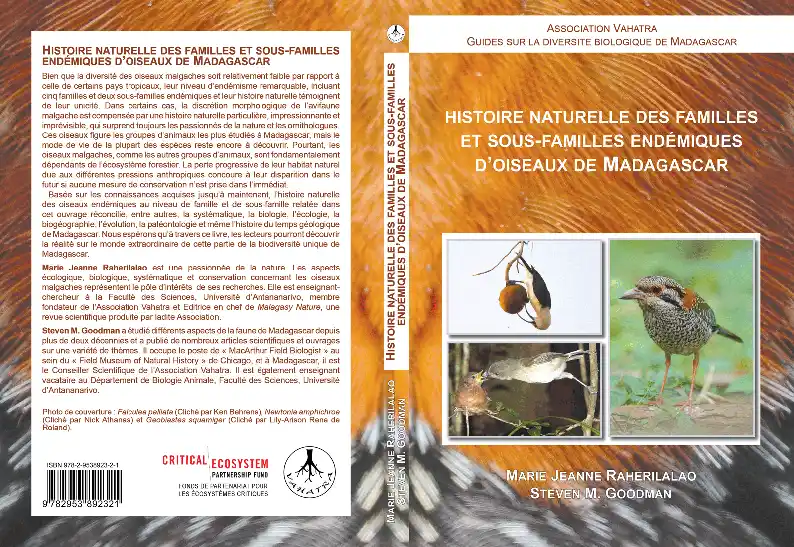 HISTOIRE NATURELLE DES FAMILLES ET SOUS-FAMILLES
ENDÉMIQUES D'OISEAUX DE MADAGASCAR
Bien que la diversité des oiseaux malgaches soit relativement faible par rapport à
celle de certains pays tropicaux, leur niveau d'endémisme remarquable, incluant
cinq familles et deux sous-familles endémiques et leur histoire naturelle témoignent
de leur unicité. Dans certains cas, la discrétion morphologique de l'avifaune
malgache est compensée par une histoire naturelle particulière, impressionnante et
imprévisible, qui surprend toujours les passionnés de la nature et les ornithologues.
Ces oiseaux figure les groupes d'animaux les plus étudiés à Madagascar, mais le
mode de vie de la plupart des espèces reste encore à découvrir. Pourtant, les
oiseaux malgaches, comme les autres groupes d'animaux, sont fondamentalement
dépendants de l'écosystème forestier. La perte progressive de leur habitat naturel
due aux différentes pressions anthropiques concoure à leur disparition dans le
futur si aucune mesure de conservation n'est prise dans l'immédiat.
Basée sur les connaissances acquises jusqu'à maintenant, l'histoire naturelle
des oiseaux endémiques au niveau de famille et de sous-famille relatée dans
cet ouvrage réconcilie, entre autres, la systématique, la biologie, l'écologie, la
biogéographie, l'évolution, la paléontologie et même l'histoire du temps géologique
de Madagascar. Nous espérons qu'à travers ce livre, les lecteurs pourront découvrir
la réalité sur le monde extraordinaire de cette partie de la biodiversité unique de
Madagascar.
Marie Jeanne Raherilalao est une passionnée de la nature. Les aspects
écologique, biologique, systématique et conservation concernant les oiseaux
malgaches représentent le pôle d'intérêts de ses recherches. Elle est enseignant-
chercheur à la Faculté des Sciences, Université d'Antananarivo, membre
fondateur de l'Association Vahatra et Editrice en chef de Malagasy Nature, une
revue scientifique produite par ladite Association.
Steven M. Goodman a étudié différents aspects de la faune de Madagascar depuis
plus de deux décennies et a publié de nombreux articles scientifiques et ouvrages
sur une variété de thèmes. Il occupe le poste de « MacArthur Field Biologist » au
sein du « Field Museum of Natural History » de Chicago, et à Madagascar, il est
le Conseiller Scientifique de l'Association Vahatra. Il est également enseignant
vacataire au Département de Biologie Animale, Faculté des Sciences, Université
d'Antananarivo.
Photo de couverture : Falculea palliata (Cliché par Ken Behrens), Newtonia amphichroa
(Cliché par Nick Athanas) et Geobiastes squamiger (Cliché par Lily-Arison Rene de
Roland).
ISBN 978-2-9538923-2-1
9 782953 892321
CRITICAL ECOSYSTEM
PARTNERSHIP FUND
FONDS DE PARTENARIAT POUR
LES ÉCOSYSTÈMES CRITIQUES
VAHATRA
HISTOIRE NATURELLE DES FAMILLES ET SOUS-FAMILLES
ENDÉMIQUES D'OISEAUX DE MADAGASCAR
MARIE JEANNE RAHERILALAO
STEVEN M. GOODMAN
ASSOCIATION VAHATRA
GUIDES SUR LA DIVERSITE BIOLOGIQUE DE MADAGASCAR
HISTOIRE NATURELLE DES FAMILLES
ET SOUS-FAMILLES ENDÉMIQUES
D'OISEAUX DE MADAGASCAR
MARIE JEANNE RAHERILALAO
STEVEN M. GOODMAN